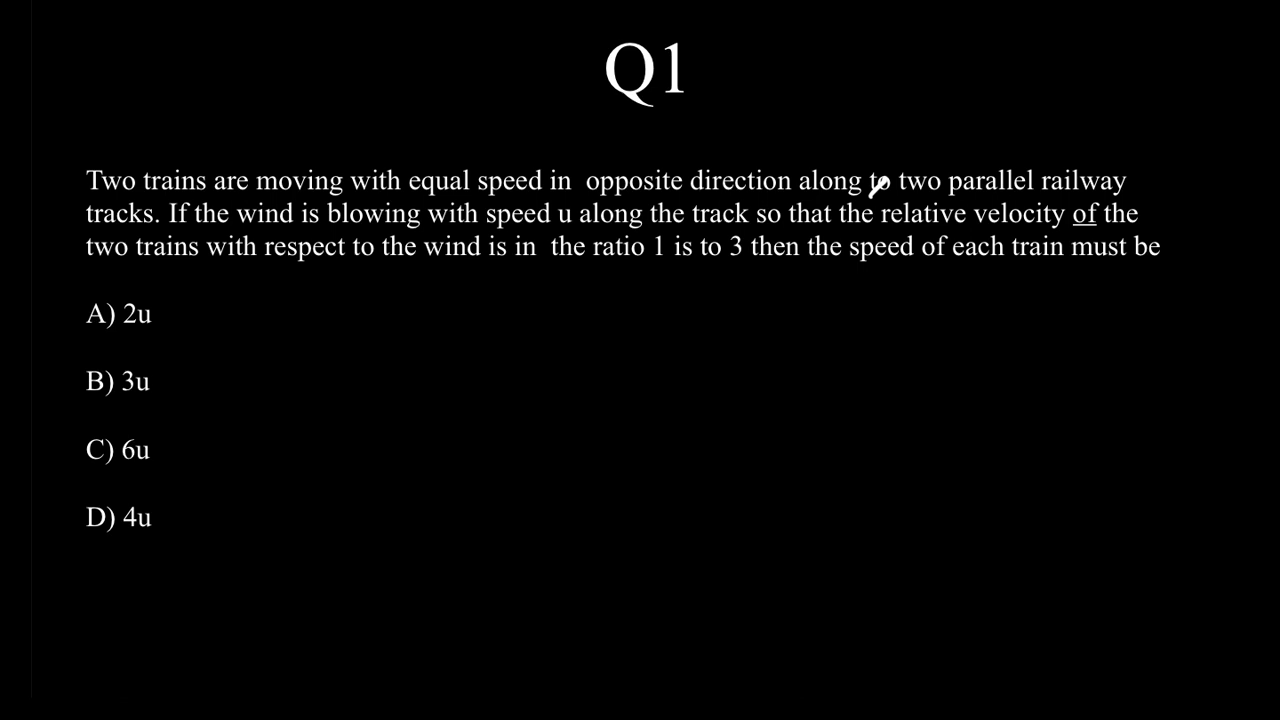 Q1
Two trains are moving with equal speed in opposite direction along to two parallel railway
tracks. If the wind is blowing with speed u along the track so that the relative velocity of the
two trains with respect to the wind is in the ratio 1 is to 3 then the speed of each train must be
A) 2u
B) 3u
C) 6u
D) 4u